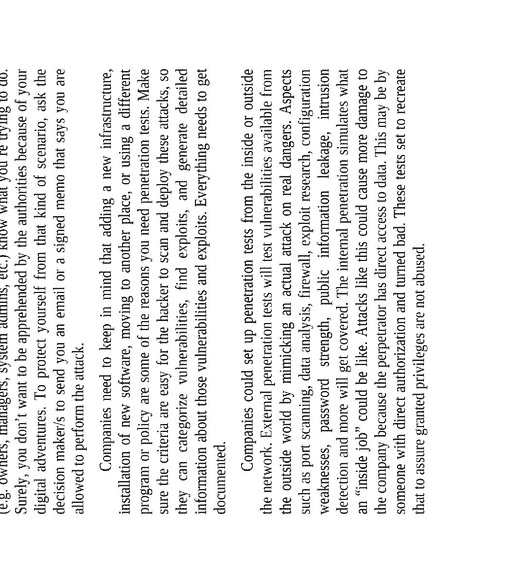 (e.g. owners, managers, system admins, etc.) know what you're trying to do.
Surely, you don't want to be apprehended by the authorities because of your
digital adventures. To protect yourself from that kind of scenario, ask the
decision maker/s to send you an email or a signed memo that says you are
allowed to perform the attack.
Companies need to keep in mind that adding a new infrastructure,
installation of new software, moving to another place, or using a different
program or policy are some of the reasons you need penetration tests. Make
sure the criteria are easy for the hacker to scan and deploy these attacks, so
they can categorize vulnerabilities, find exploits, and generate detailed
information about those vulnerabilities and exploits. Everything needs to get
documented.
Companies could set up penetration tests from the inside or outside
the network. External penetration tests will test vulnerabilities available from
the outside world by mimicking an actual attack on real dangers. Aspects
such as port scanning, data analysis, firewall, exploit research, configuration
weaknesses, password strength, public information leakage, intrusion
detection and more will get covered. The internal penetration simulates what
an “inside job” could be like. Attacks like this could cause more damage to
the company because the perpetrator has direct access to data. This may be by
someone with direct authorization and turned bad. These tests set to recreate
that to assure granted privileges are not abused.